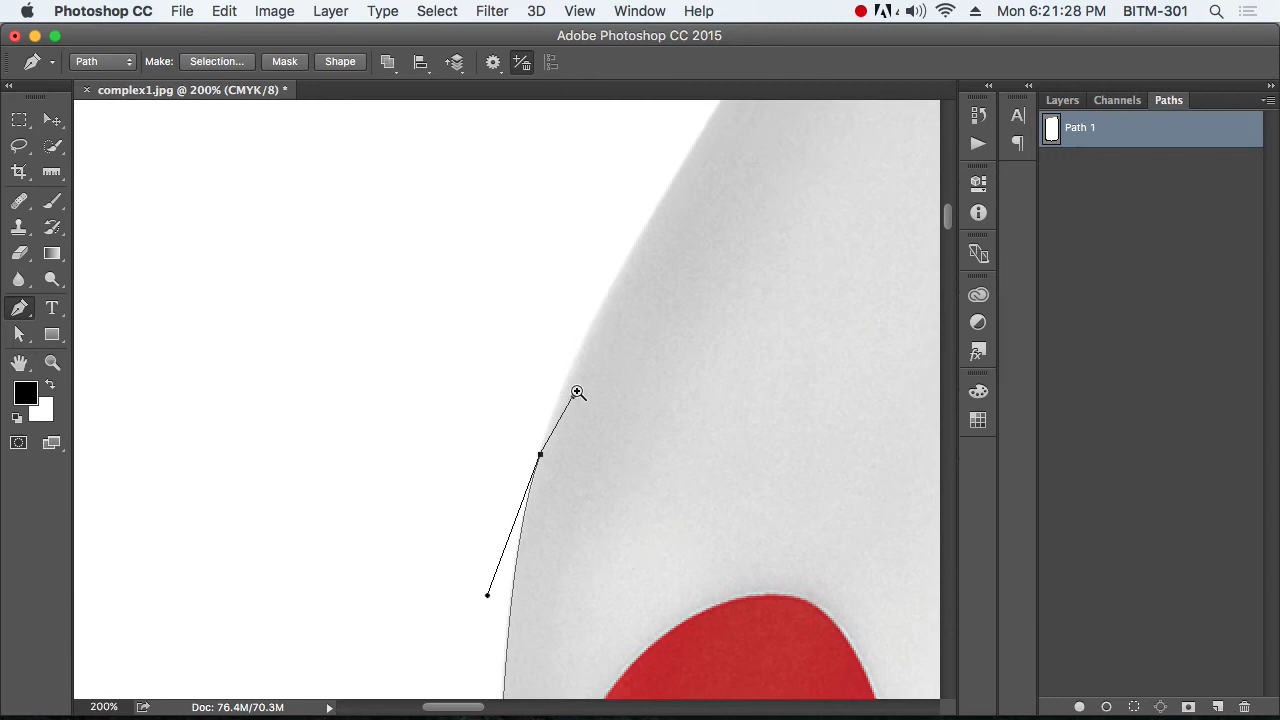 Photoshop CC File Edit Image Layer Type Select Filter 3D View Window Help Mon 6:21:28 PM BITM-301
Adobe Photoshop CC 2015
Path Make: Selection... Mask Shape
complex1.jpg @ 200% (CMYK/8) *
Layers Channels Paths
Path 1
200% Doc: 76.4M/70.3M